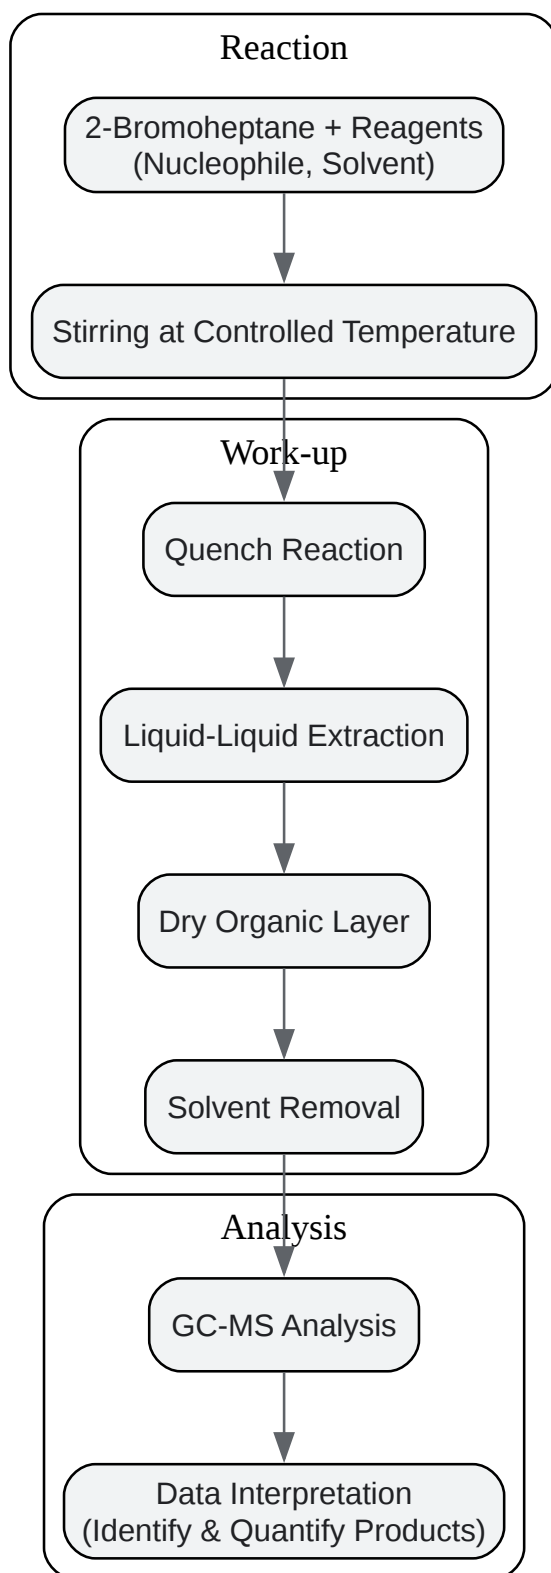 Reaction
2-Bromoheptane + Reagents
(Nucleophile, Solvent)
Stirring at Controlled Temperature
Work-up
Quench Reaction
Liquid-Liquid Extraction
Dry Organic Layer
Solvent Removal
Analysis
GC-MS Analysis
Data Interpretation
(Identify & Quantify Products)